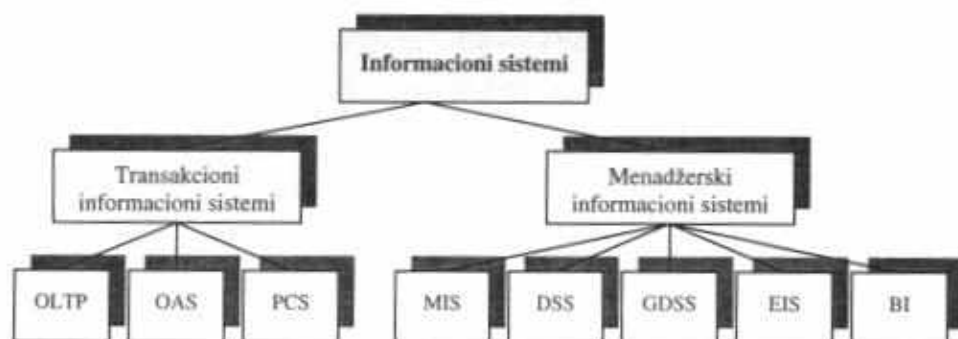 Informacioni sistemi
Transakcioni
informacioni sistemi
Menadžerski
informacioni sistemi
OLTP
OAS
PCS
MIS
DSS
GDSS
EIS
BI